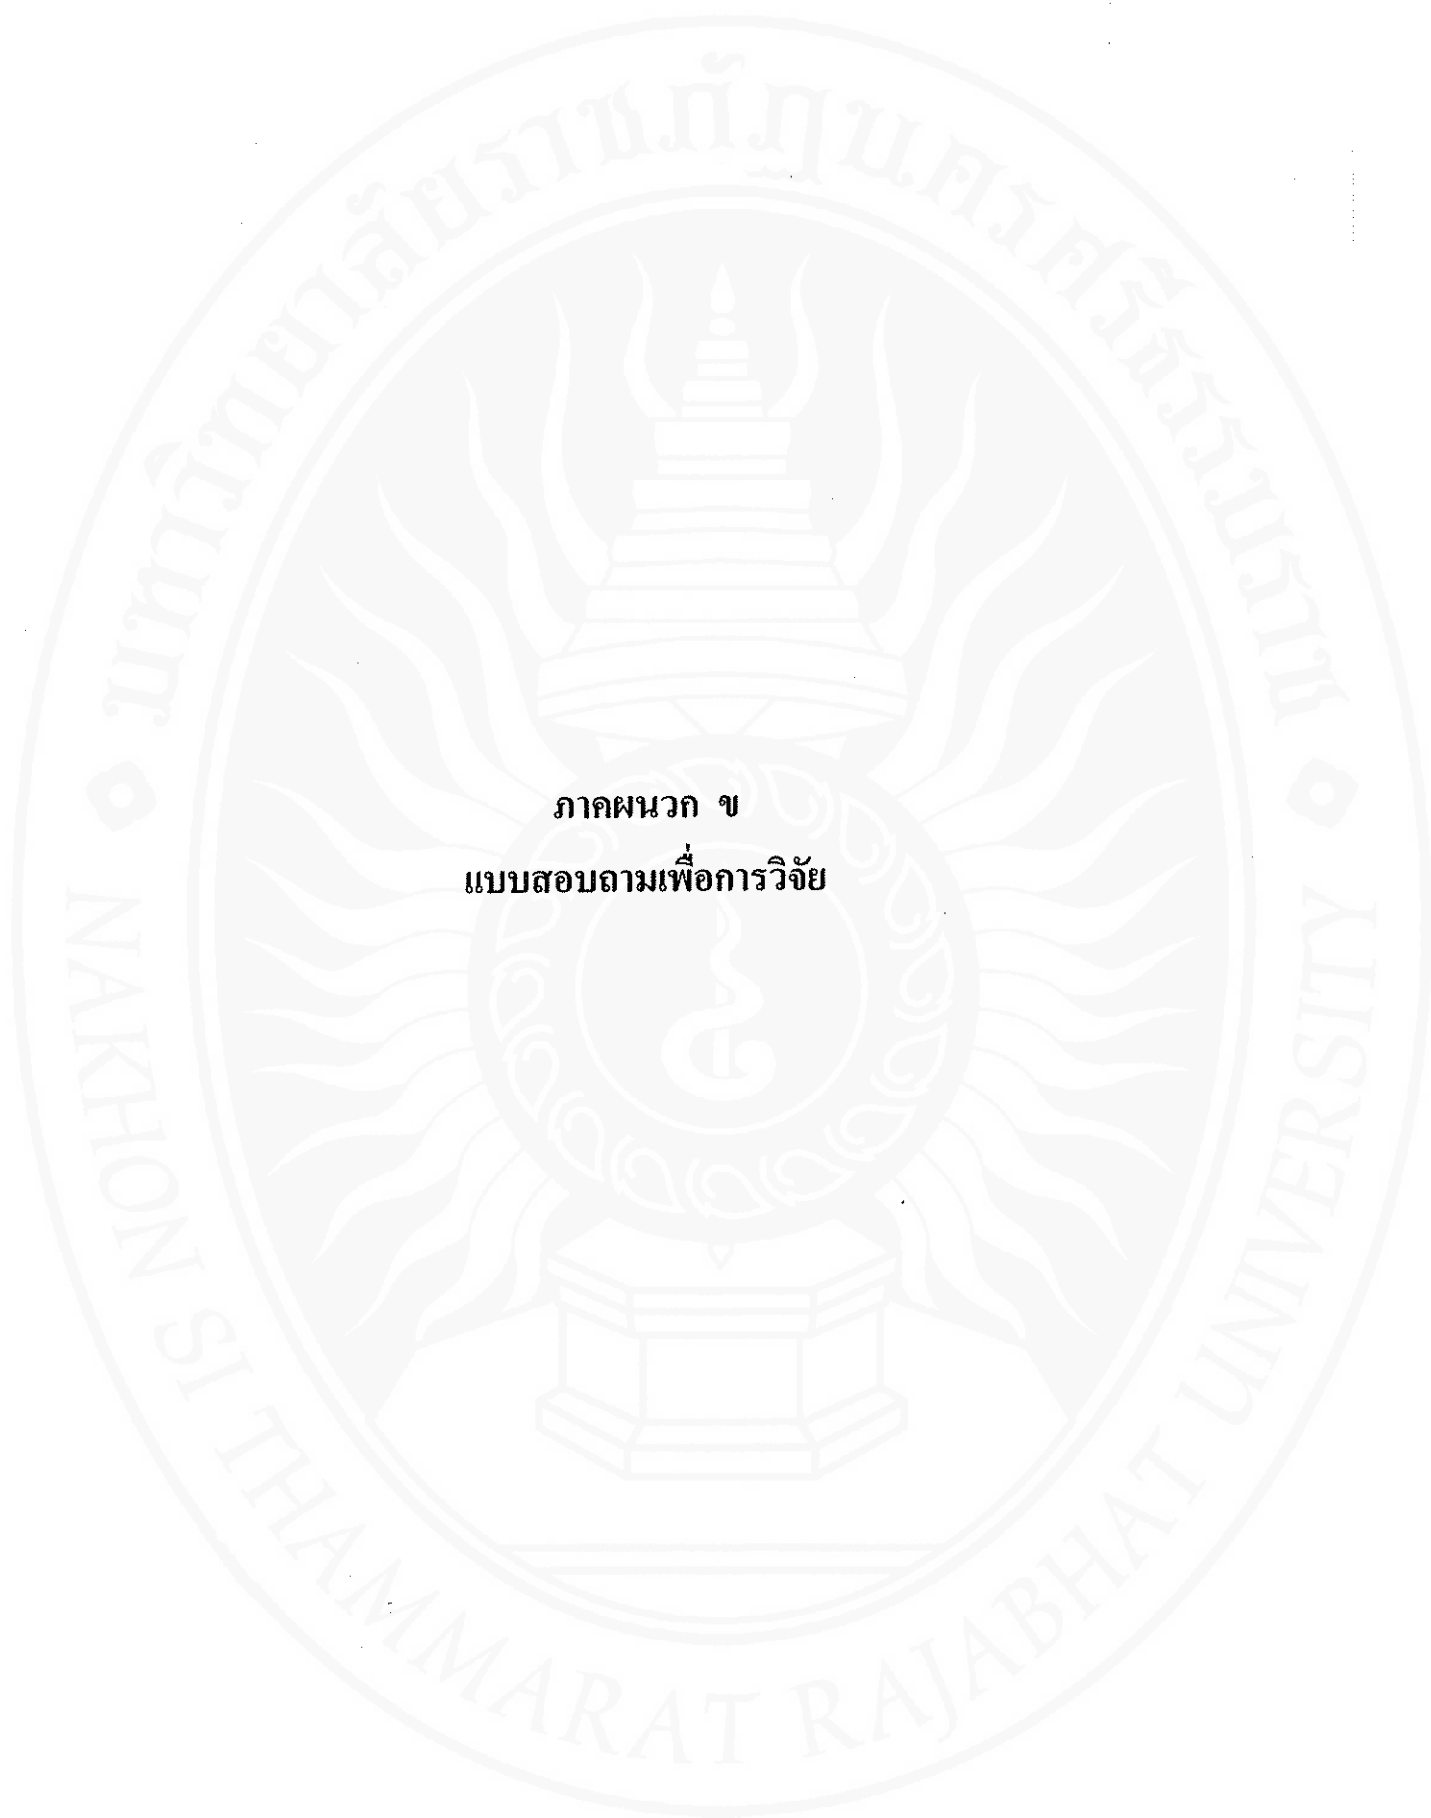 มหาวิทยาลัยราชภัฏนครศรีธรรมราช
ภาคผนวก ข
แบบสอบถามเพื่อการวิจัย
NAKHON SI THAMMARAT RAJABHAT UNIVERSITY